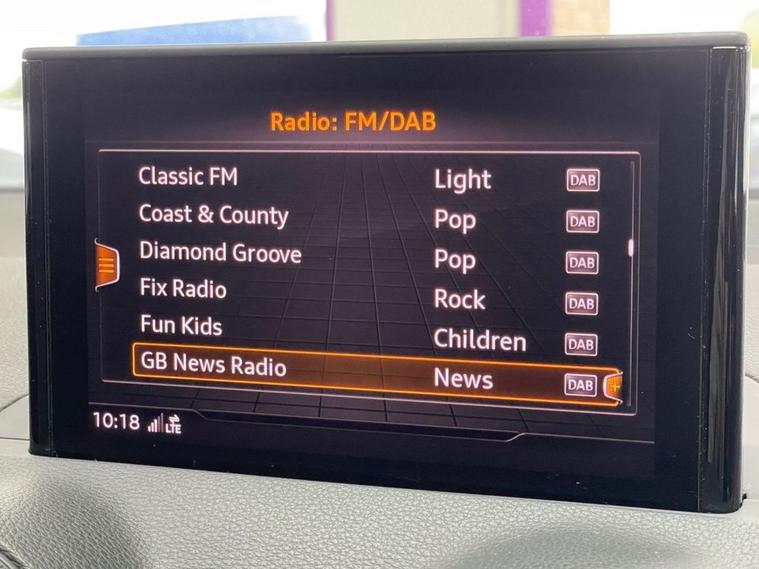 Radio: FM/DAB
Classic FM Light DAB
Coast & County Pop DAB
Diamond Groove Pop DAB
Fix Radio Rock DAB
Fun Kids Children DAB
GB News Radio News DAB +
10:18 LTE